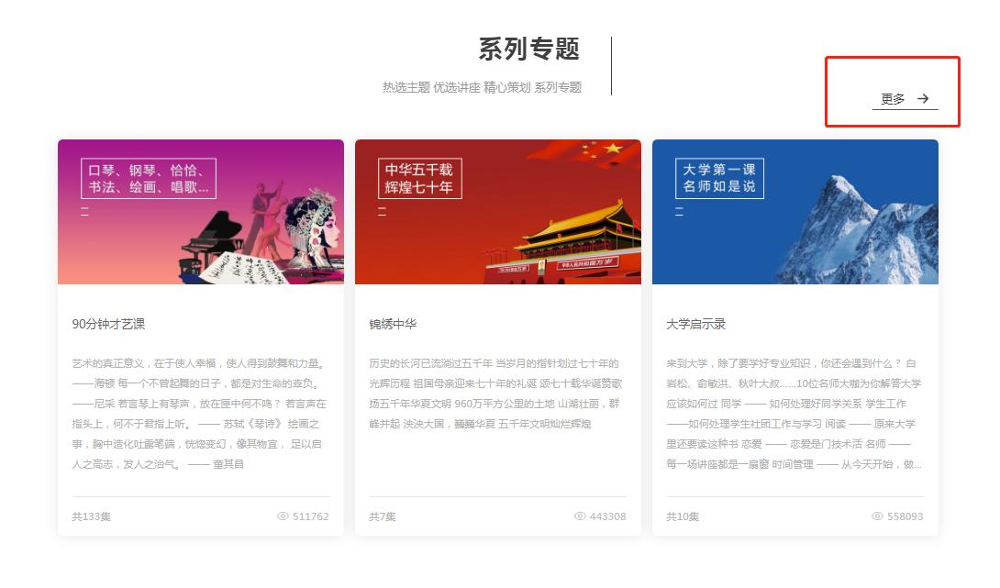 系列专题
热选主题 优选讲座 精心策划 系列专题
更多
口琴、钢琴、恰恰、
书法、绘画、唱歌...
中华五千载
辉煌七十年
大学第一课
名师如是说
90分钟才艺课
艺术的真正意义，在于使人幸福，使人得到鼓舞和力量。
——海顿 每一个不曾起舞的日子，都是对生命的辜负。
——尼采 若言琴上有琴声，放在匣中何不鸣？ 若言声在
指头上，何不于君指上听。 —— 苏轼《琴诗》 绘画之
事，胸中造化吐露笔端，恍惚变幻，像其物宜， 足以启
人之高志，发人之浩气。 —— 董其昌
共133集
511762
锦绣中华
历史的长河已流淌过五千年 当岁月的指针划过七十年的
光辉历程 祖国母亲迎来七十年的礼诞 颂七十载华诞赞歌
扬五千年华夏文明 960万平方公里的土地 山湖壮丽，群
峰并起 泱泱大国，巍巍华夏 五千年文明灿烂辉煌
共7集
443308
大学启示录
来到大学，除了要学好专业知识，你还会遇到什么？ 白
岩松、俞敏洪、秋叶大叔......10位名师大咖为你解答大学
应该如何过 同学 —— 如何处理好同学关系 学生工作
——如何处理学生社团工作与学习 阅读 —— 原来大学
里还要读这种书 恋爱 —— 恋爱是门技术活 名师 ——
每一场讲座都是一扇窗 时间管理 —— 从今天开始，做...
共10集
558093